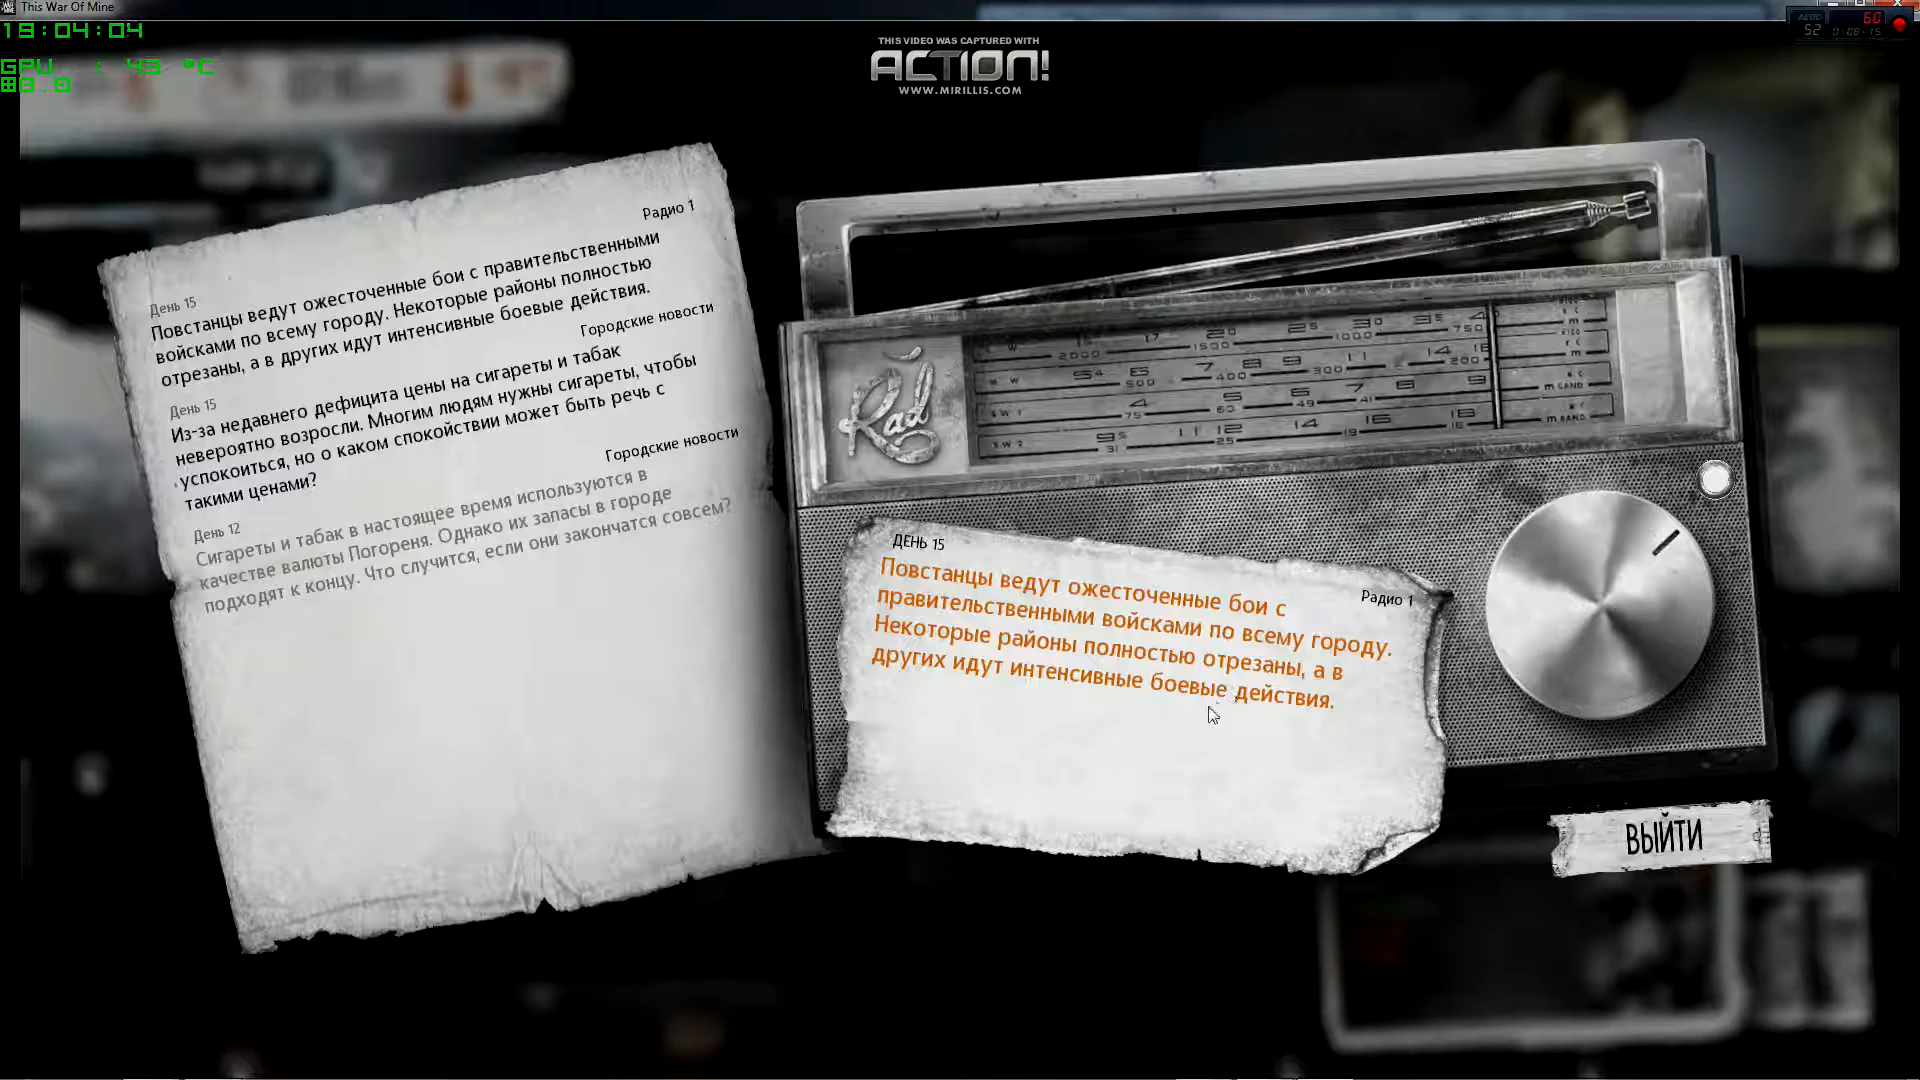 This War Of Mine
19:04:04
GPU : 43 °C
60
52
0:08:15
THIS VIDEO WAS CAPTURED WITH
ACTION!
WWW.MIRILLIS.COM
Радио 1
День 15
Повстанцы ведут ожесточенные бои с правительственными
войсками по всему городу. Некоторые районы полностью
отрезаны, а в других идут интенсивные боевые действия.
Городские новости
День 15
Из-за недавнего дефицита цены на сигареты и табак
невероятно возросли. Многим людям нужны сигареты, чтобы
успокоиться, но о каком спокойствии может быть речь с
такими ценами?
Городские новости
День 12
Сигареты и табак в настоящее время используются в
качестве валюты Погореня. Однако их запасы в городе
подходят к концу. Что случится, если они закончатся совсем?
Rad
ДЕНЬ 15
Радио 1
Повстанцы ведут ожесточенные бои с
правительственными войсками по всему городу.
Некоторые районы полностью отрезаны, а в
других идут интенсивные боевые действия.
ВЫЙТИ